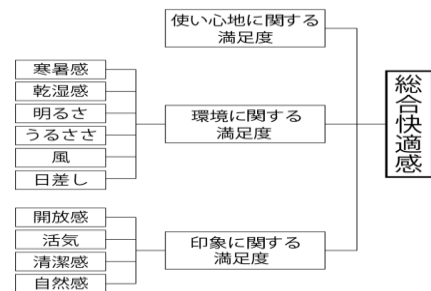 使い心地に関する
満足度
寒暑感
乾湿感
明るさ
うるささ
風
日差し
環境に関する
満足度
総合快適感
開放感
活気
清潔感
自然感
印象に関する
満足度